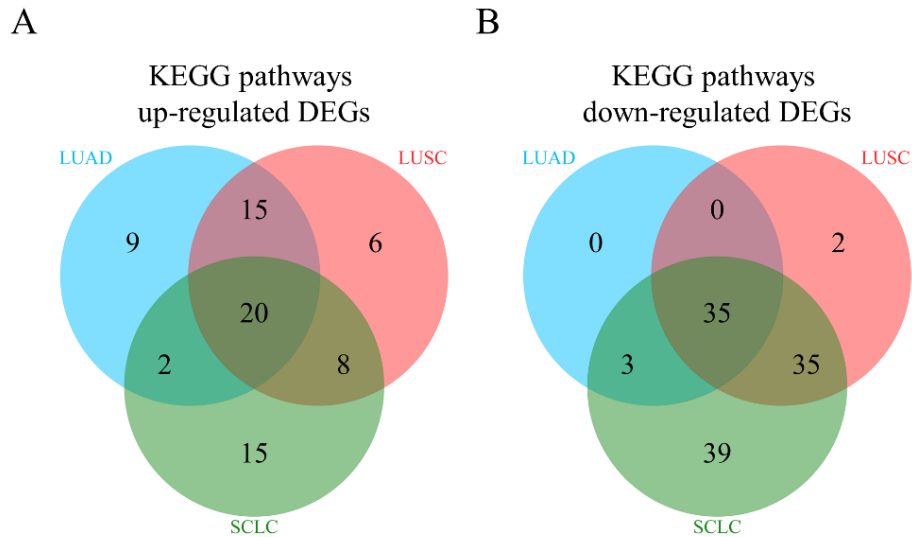 A
KEGG pathways
up-regulated DEGs
LUAD
LUSC
15
9
6
20
2
8
15
SCLC
B
KEGG pathways
down-regulated DEGs
LUAD
LUSC
0
0
2
35
3
35
39
SCLC